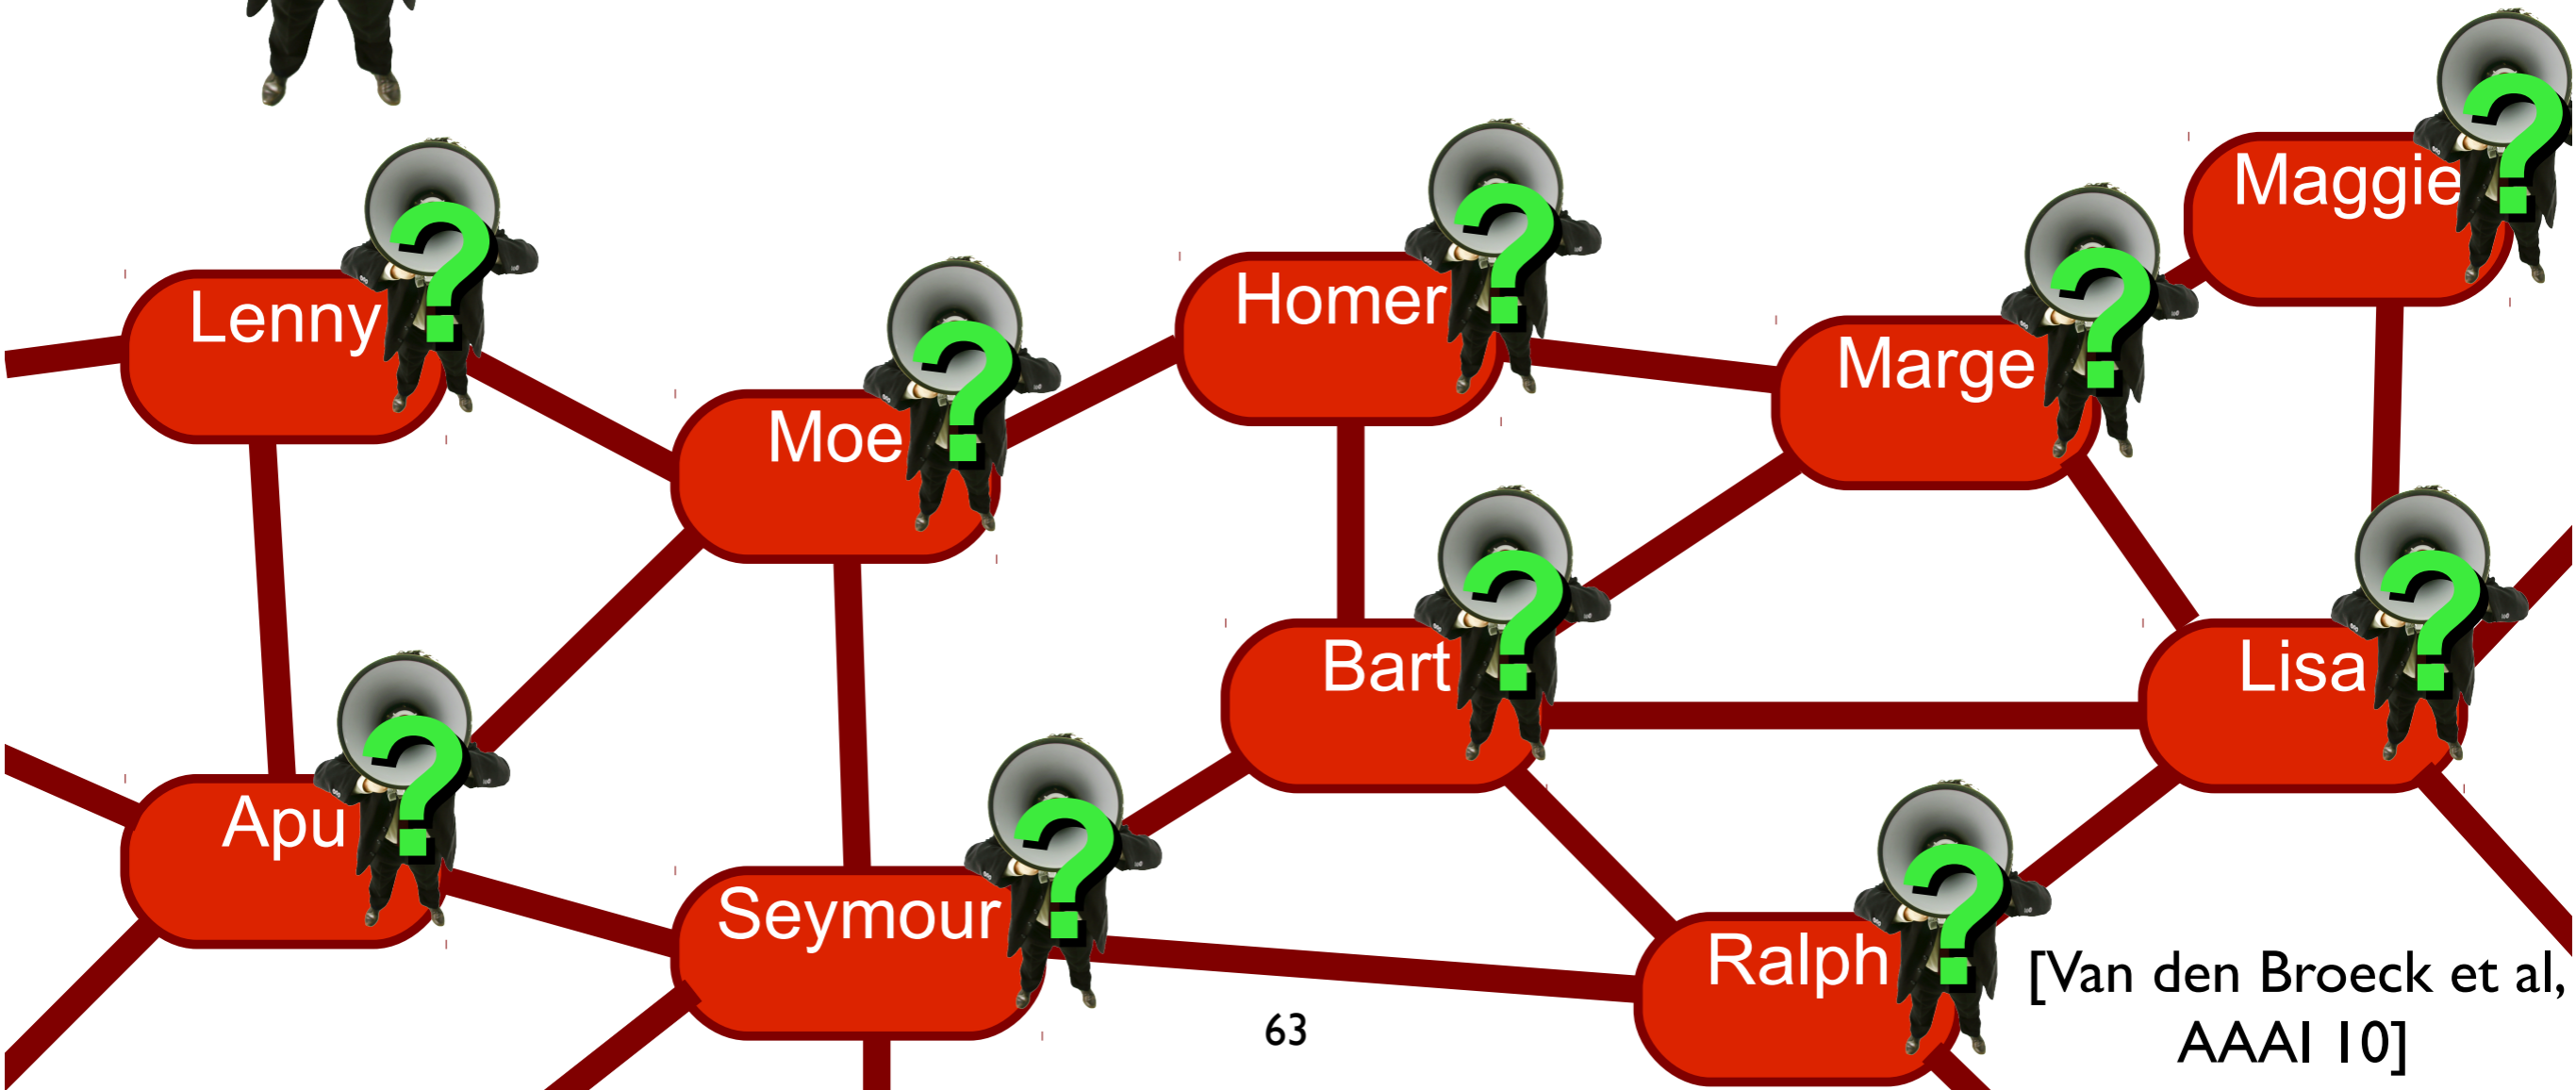 Maggie
?
Lenny
?
Homer
?
Marge
?
Moe
?
Bart
?
Lisa
?
Apu
?
Seymour
?
Ralph
?
[Van den Broeck et al,
AAAI 10]
63